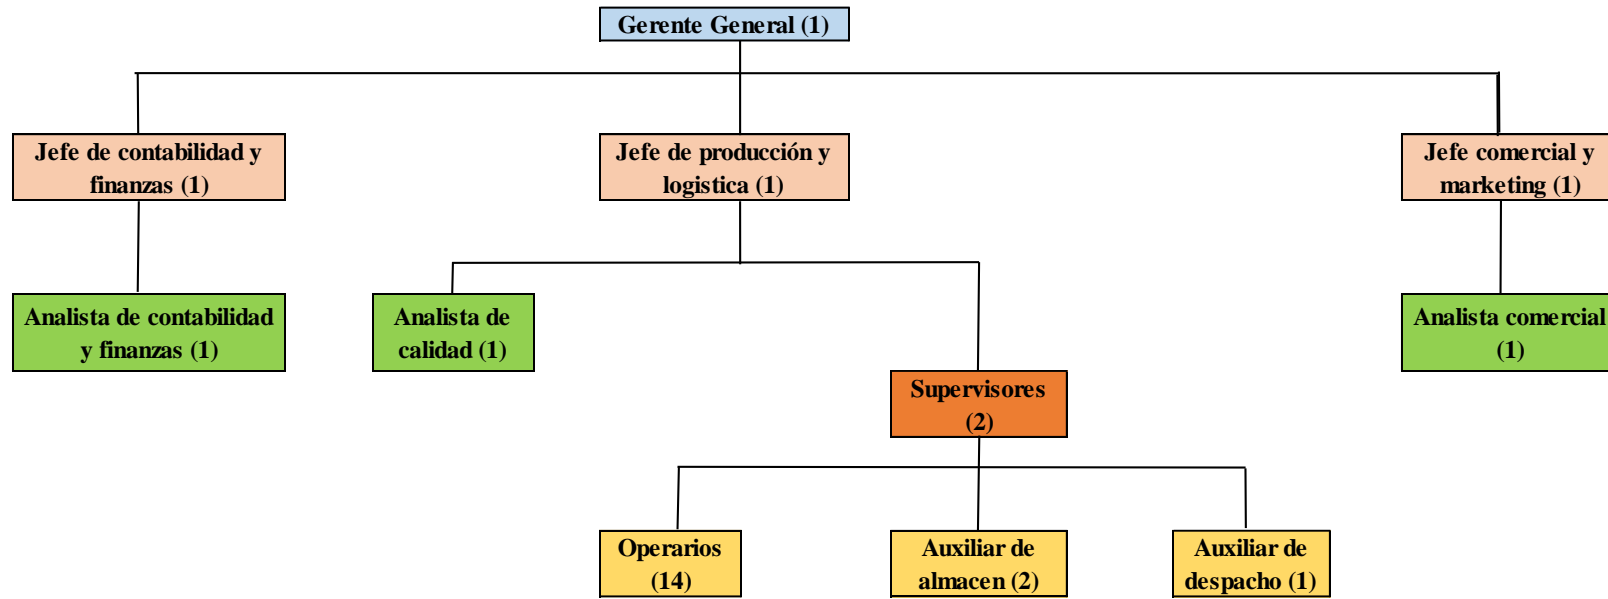 Gerente General (1)
Jefe de contabilidad y
finanzas (1)
Jefe de producción y
logistica (1)
Jefe comercial y
marketing (1)
Analista de contabilidad
y finanzas (1)
Analista de
calidad (1)
Analista comercial
(1)
Supervisores
(2)
Operarios
(14)
Auxiliar de
almacen (2)
Auxiliar de
despacho (1)